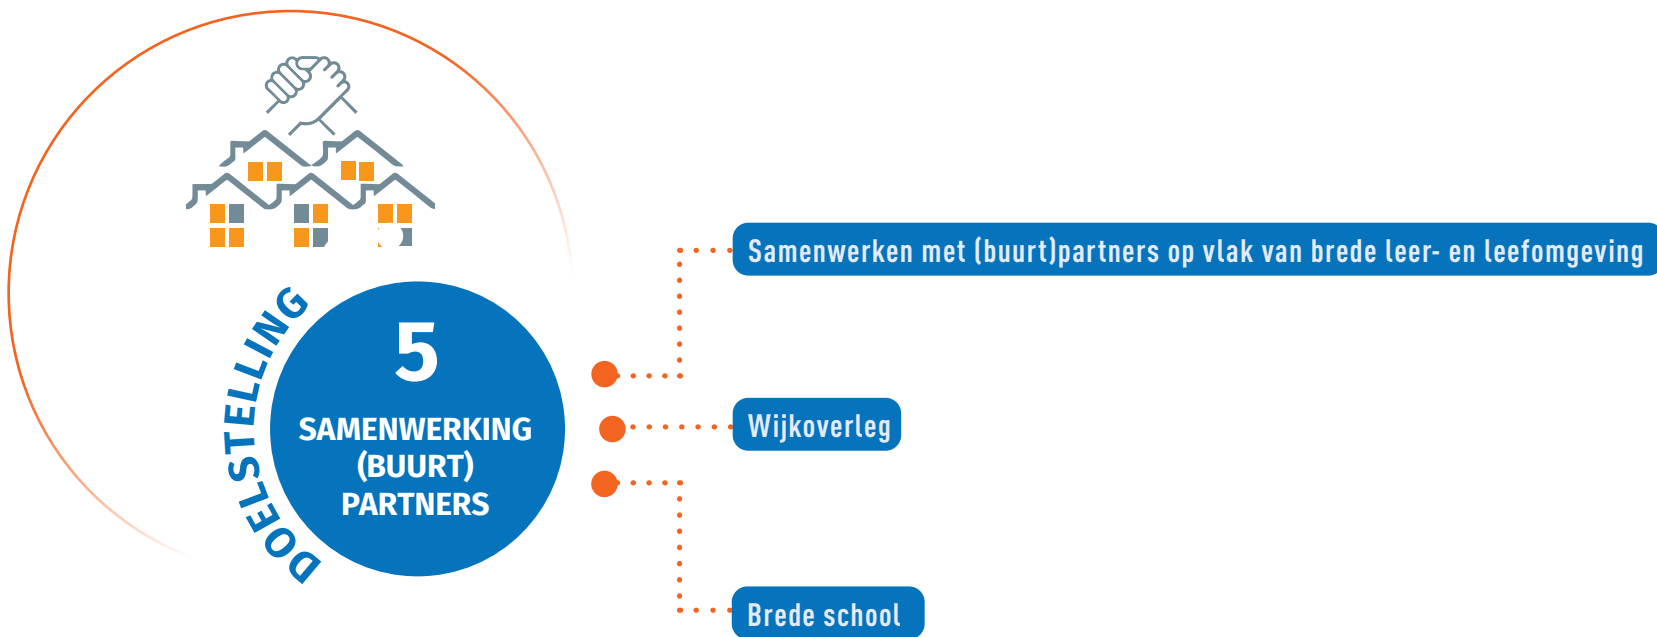 DOELSTELLING
5
SAMENWERKING
(BUURT)
PARTNERS
Samenwerken met (buurt)partners op vlak van brede leer- en leefomgeving
Wijkoverleg
Brede school